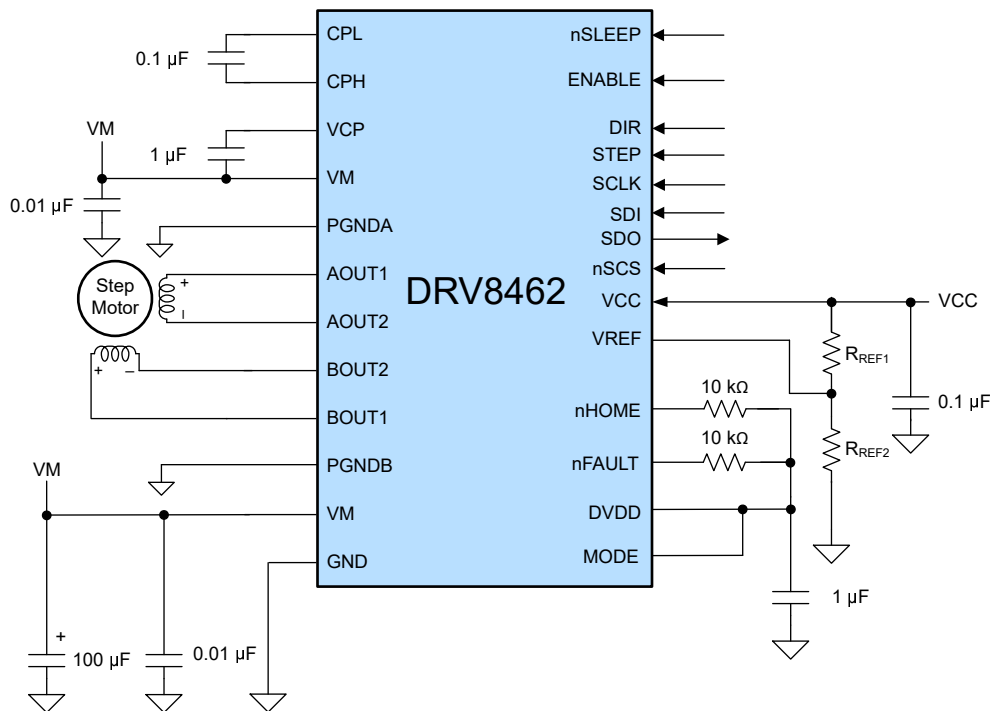 CPL
nSLEEP
0.1 µF
CPH
ENABLE
VCP
DIR
VM
1 µF
STEP
VM
SCLK
0.01 µF
SDI
PGNDA
SDO
nSCS
AOUT1
+
Step
Motor
DRV8462
VCC
VCC
–
AOUT2
VREF
RREF1
BOUT2
+
–
10 kΩ
0.1 µF
nHOME
BOUT1
10 kΩ
RREF2
PGNDB
nFAULT
VM
VM
DVDD
GND
MODE
1 µF
+
100 µF
0.01 µF